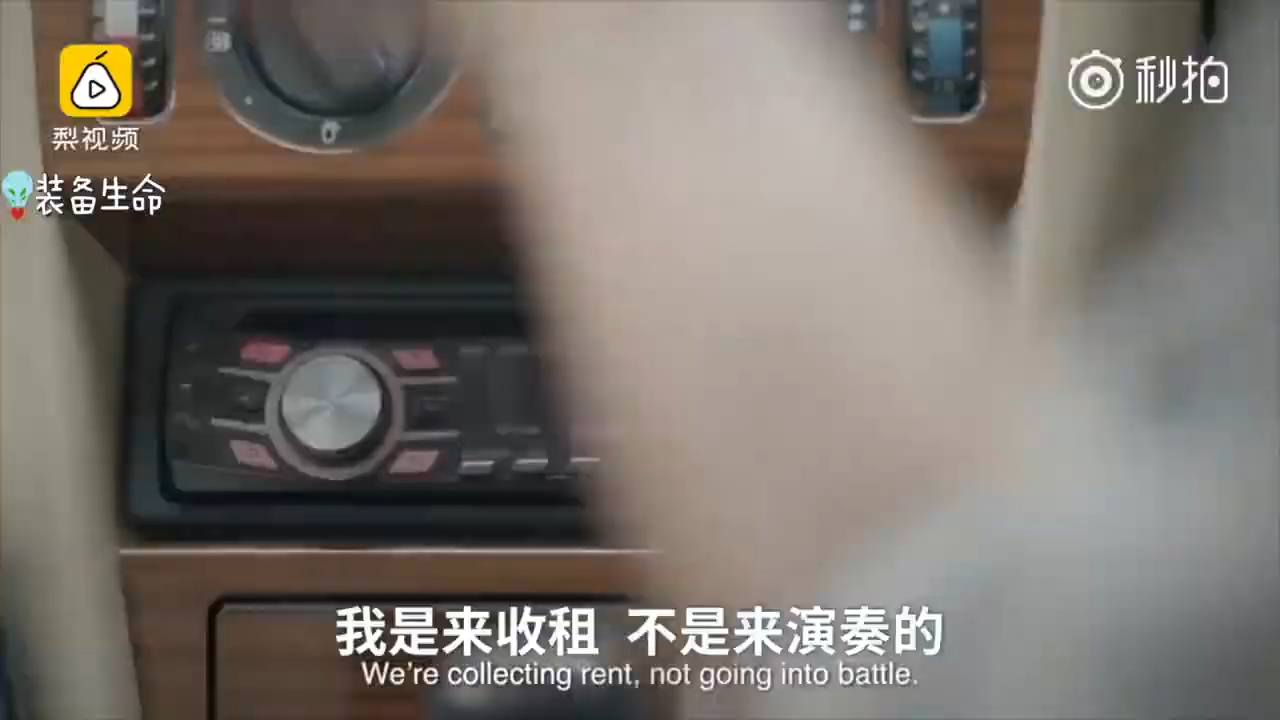 梨视频
秒拍
装备生命
我是来收租 不是来演奏的
We're collecting rent, not going into battle.